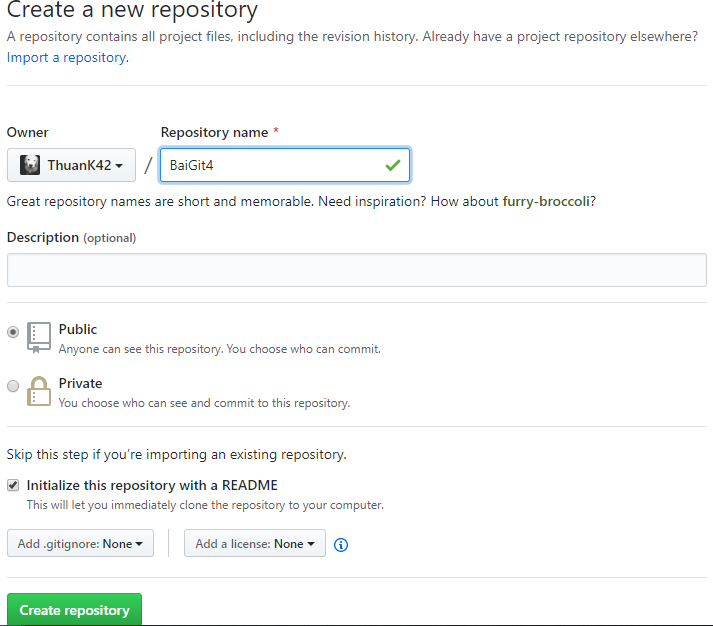 Create a new repository
A repository contains all project files, including the revision history. Already have a project repository elsewhere?
Import a repository.
Owner
Repository name *
ThuanK42
/
BaiGit4
Great repository names are short and memorable. Need inspiration? How about furry-broccoli?
Description (optional)
Public
Anyone can see this repository. You choose who can commit.
Private
You choose who can see and commit to this repository.
Skip this step if you’re importing an existing repository.
Initialize this repository with a README
This will let you immediately clone the repository to your computer.
Add .gitignore: None
Add a license: None
Create repository